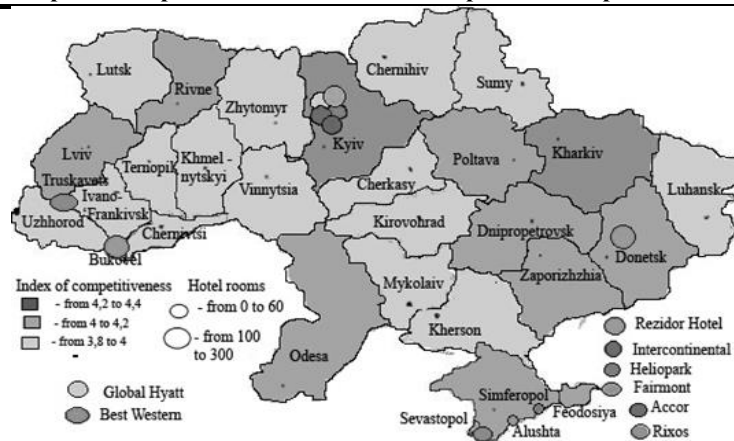 Lutsk
Rivne
Zhytomyr
Chernihiv
Sumy
Kyiv
Lviv
Ternopik
Khmel -
nytskyi
Vinnytsia
Cherkasy
Poltava
Kharkiv
Luhansk
Truskavets
Ivano-
Frankivsk
Uzhhorod
Chernivtsi
Bukovel
Kirovohrad
Dnipropetrovsk
Donetsk
Zaporizhzhia
Mykolaiv
Kherson
Odesa
Simferopol
Feodosiya
Sevastopol
Alushta
Index of competitiveness
- from 4,2 to 4,4
- from 4 to 4,2
- from 3,8 to 4
Hotel rooms
- from 0 to 60
- from 100
to 300
Global Hyatt
Best Western
Rezidor Hotel
Intercontinental
Heliopark
Fairmont
Accor
Rixos